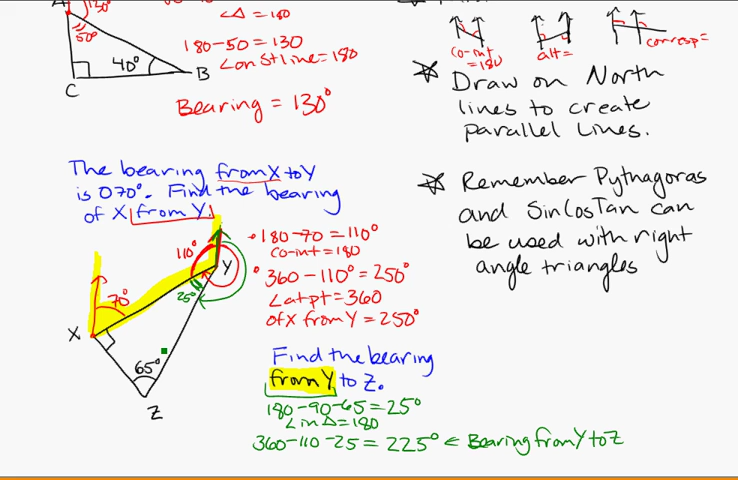 130°
∠△ = 180
50°
180-50 = 130
∠on St line = 180
40°
B
C
Bearing = 130°
The bearing from X to Y
is 070°. Find the bearing
of X from Y.
180-70 = 110°
co-int = 180
360-110° = 250°
∠at pt = 360
of X from Y = 250°
110°
Y
25°
70°
X
65°
Z
Find the bearing
from Y to Z.
180-90-65 = 25°
∠in△ = 180
360-110-25 = 225° ← Bearing from Y to Z
co-int
= 180
alt =
corresp =
Draw on North
lines to create
parallel lines.
Remember Pythagoras
and SinCosTan can
be used with right
angle triangles